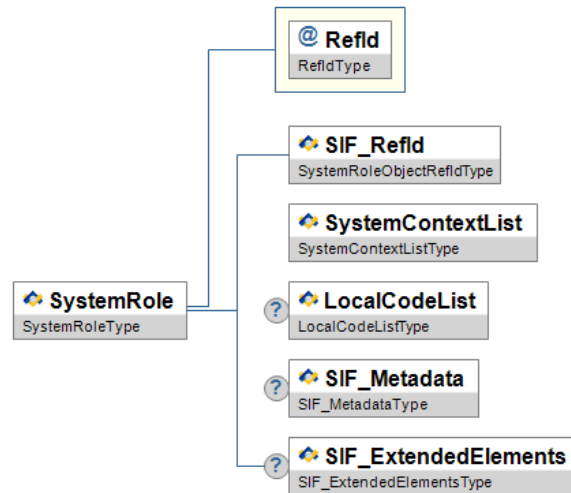 @ RefId
RefIdType
SIF_RefId
SystemRoleObjectRefIdType
SystemContextList
SystemContextListType
SystemRole
SystemRoleType
? LocalCodeList
LocalCodeListType
? SIF_Metadata
SIF_MetadataType
? SIF_ExtendedElements
SIF_ExtendedElementsType